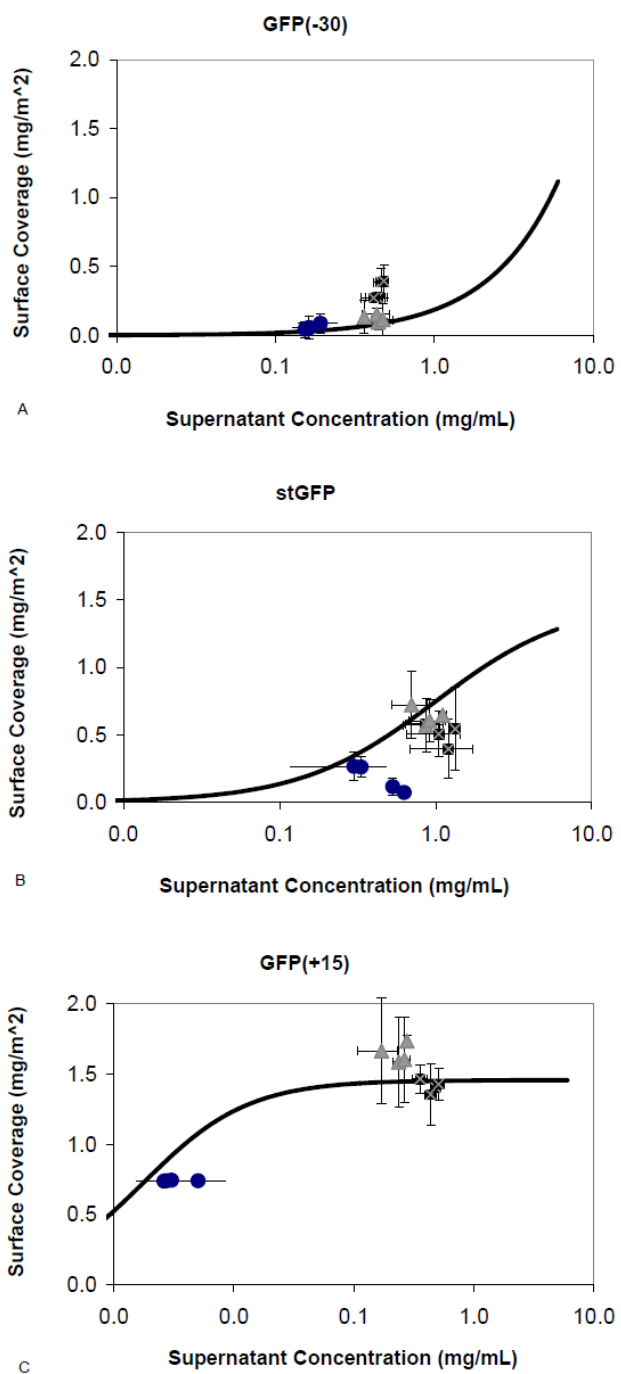 GFP(-30)
Surface Coverage (mg/m^2)
2.0
1.5
1.0
0.5
0.0
0.0 0.1 1.0 10.0
A
Supernatant Concentration (mg/mL)
stGFP
Surface Coverage (mg/m^2)
2.0
1.5
1.0
0.5
0.0
0.0 0.1 1.0 10.0
B
Supernatant Concentration (mg/mL)
GFP(+15)
Surface Coverage (mg/m^2)
2.0
1.5
1.0
0.5
0.0
0.0 0.0 0.1 1.0 10.0
C
Supernatant Concentration (mg/mL)